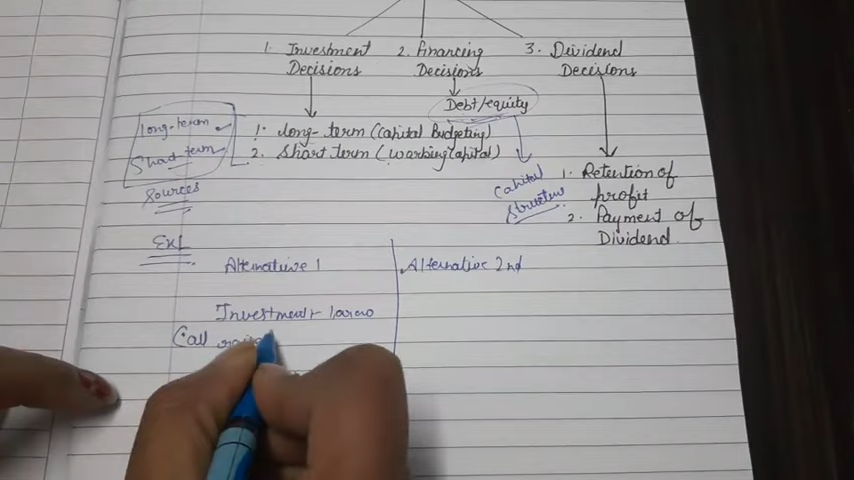 1. Investment Decisions
2. Financing Decisions
3. Dividend Decisions
Debt/equity
1. Long-term (Capital Budgeting)
2. Short term (Working Capital)
Long-term
Short term
Sources
Capital Structure
1. Retention of profit
2. Payment of Dividend
Ex1
Alternative 1
Alternative 2nd
Investment